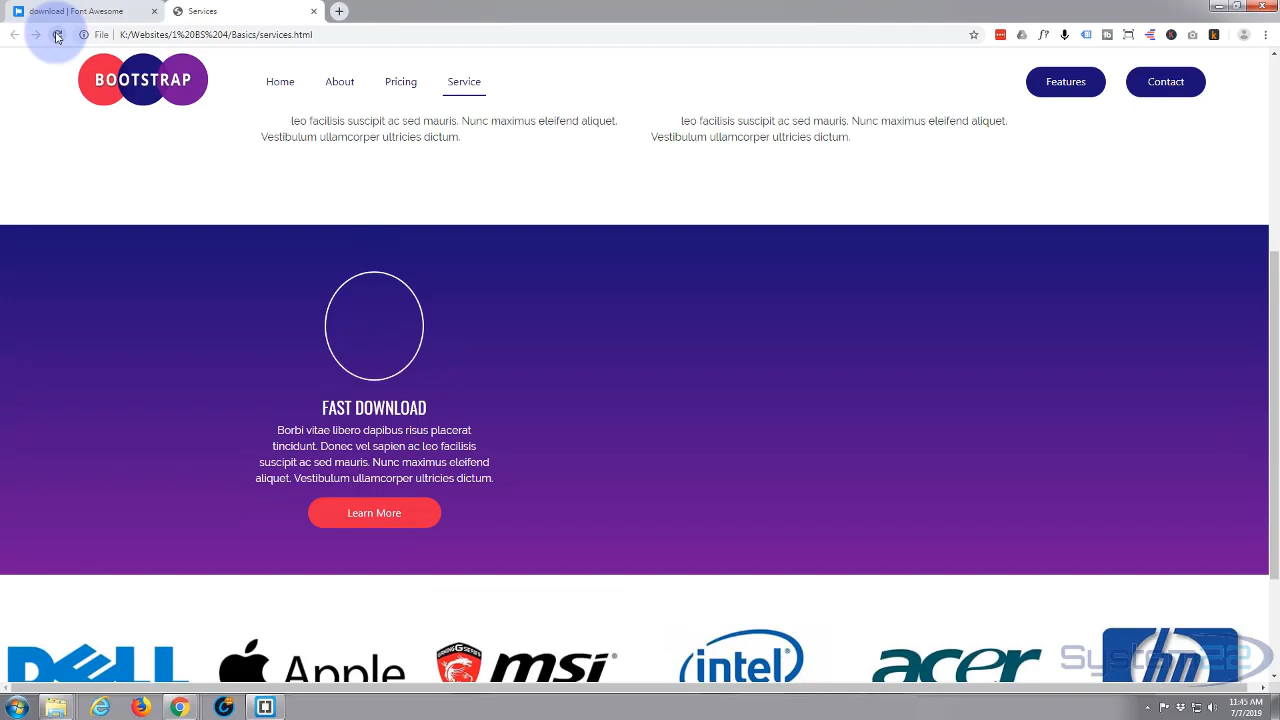 download | Font Awesome
Services
File K:/Websites/1%20BS%204/Basics/services.html
BOOTSTRAP
Home About Pricing Service
Features Contact
leo facilisis suscipit ac sed mauris. Nunc maximus eleifend aliquet.
Vestibulum ullamcorper ultricies dictum.
leo facilisis suscipit ac sed mauris. Nunc maximus eleifend aliquet.
Vestibulum ullamcorper ultricies dictum.
FAST DOWNLOAD
Borbi vitae libero dapibus risus placerat
tincidunt. Donec vel sapien ac leo facilisis
suscipit ac sed mauris. Nunc maximus eleifend
aliquet. Vestibulum ullamcorper ultricies dictum.
Learn More
DELL
Apple
GAMING G SERIES
msi
intel
acer
hp
System22
11:45 AM
7/7/2019